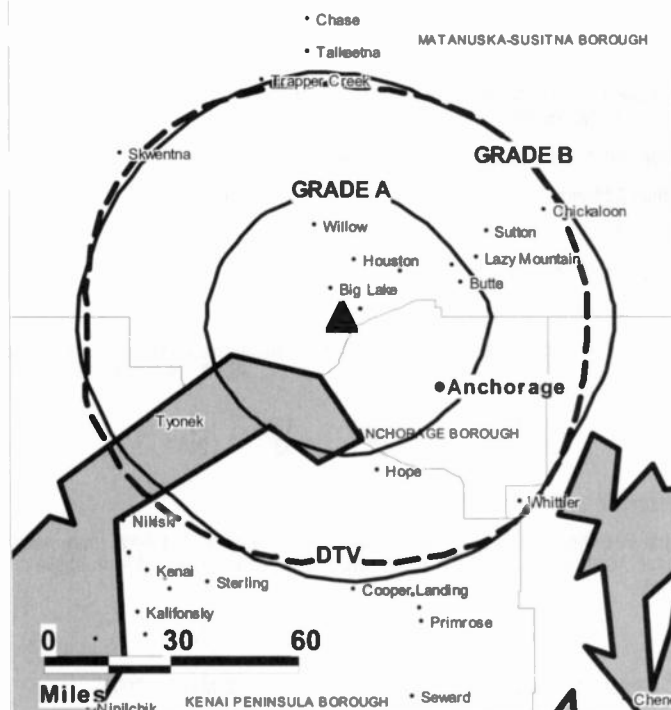 Chase
MATANUSKA-SUSITNA BOROUGH
Talkeetna
Trapper Creek
Skwentna
GRADE B
GRADE A
Chickaloon
Willow
Sutton
Houston
Lazy Mountain
Big Lake
Butte
Anchorage
Tyonek
ANCHORAGE BOROUGH
Hope
Whittier
Nikiski
DTV
Kenai
Sterling
Cooper Landing
Kalifonsky
Primrose
0 30 60
Miles
Ninilchik
KENAI PENINSULA BOROUGH
Seward
Chene